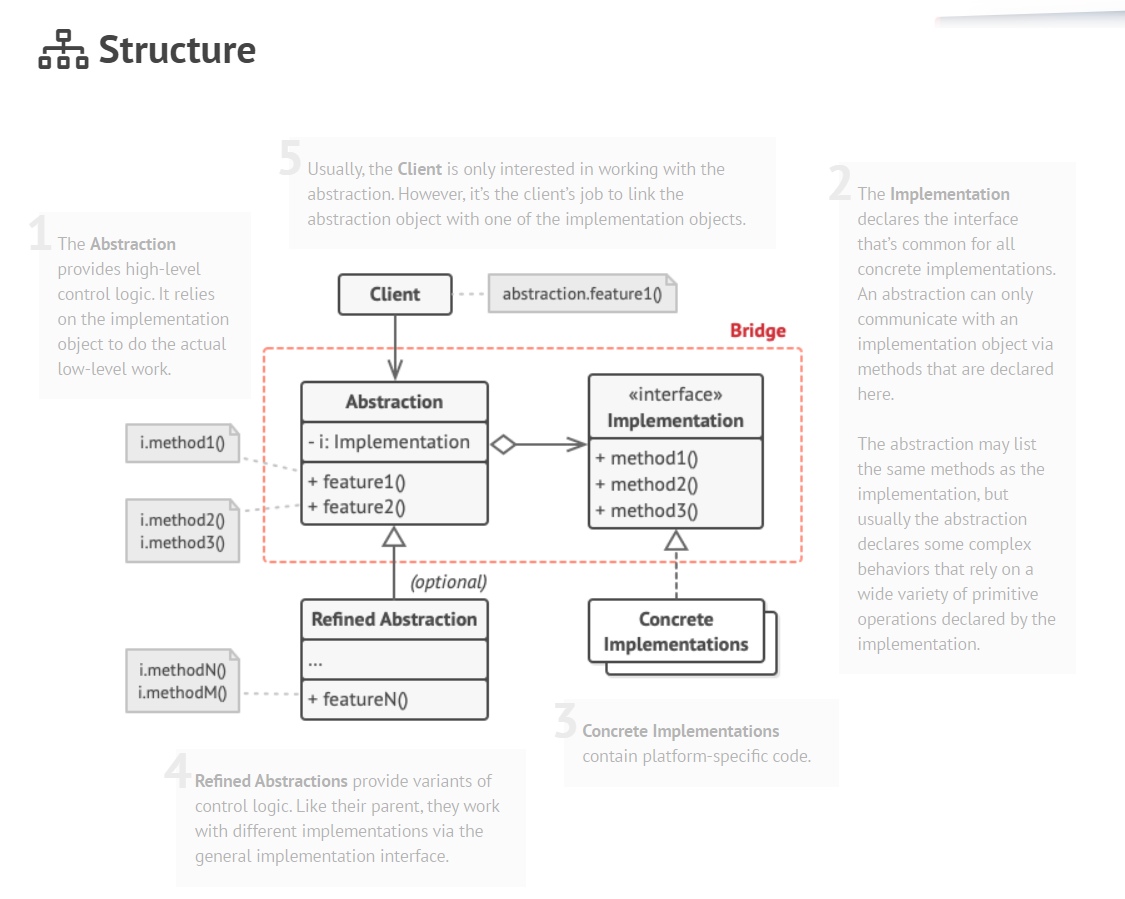 Structure
5
Usually, the Client is only interested in working with the
abstraction. However, it’s the client’s job to link the
abstraction object with one of the implementation objects.
1
The Abstraction
provides high-level
control logic. It relies
on the implementation
object to do the actual
low-level work.
2
The Implementation
declares the interface
that’s common for all
concrete implementations.
An abstraction can only
communicate with an
implementation object via
methods that are declared
here.
The abstraction may list
the same methods as the
implementation, but
usually the abstraction
declares some complex
behaviors that rely on a
wide variety of primitive
operations declared by the
implementation.
Client
abstraction.feature1()
Bridge
Abstraction
- i: Implementation
+ feature1()
+ feature2()
i.method1()
i.method2()
i.method3()
«interface»
Implementation
+ method1()
+ method2()
+ method3()
(optional)
Refined Abstraction
...
+ featureN()
i.methodN()
i.methodM()
Concrete
Implementations
3
Concrete Implementations
contain platform-specific code.
4
Refined Abstractions provide variants of
control logic. Like their parent, they work
with different implementations via the
general implementation interface.